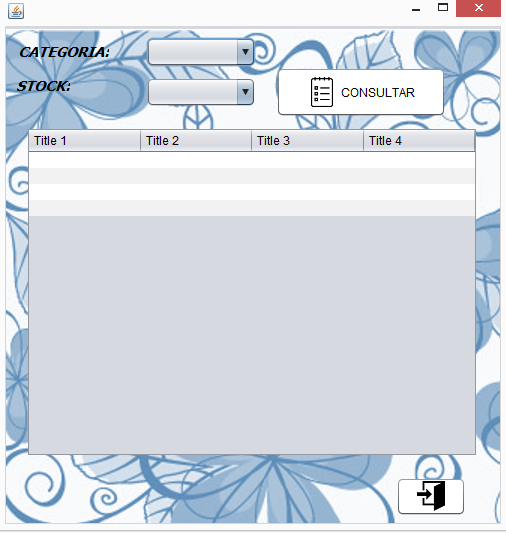 CATEGORIA:
STOCK:
CONSULTAR
Title 1 Title 2 Title 3 Title 4